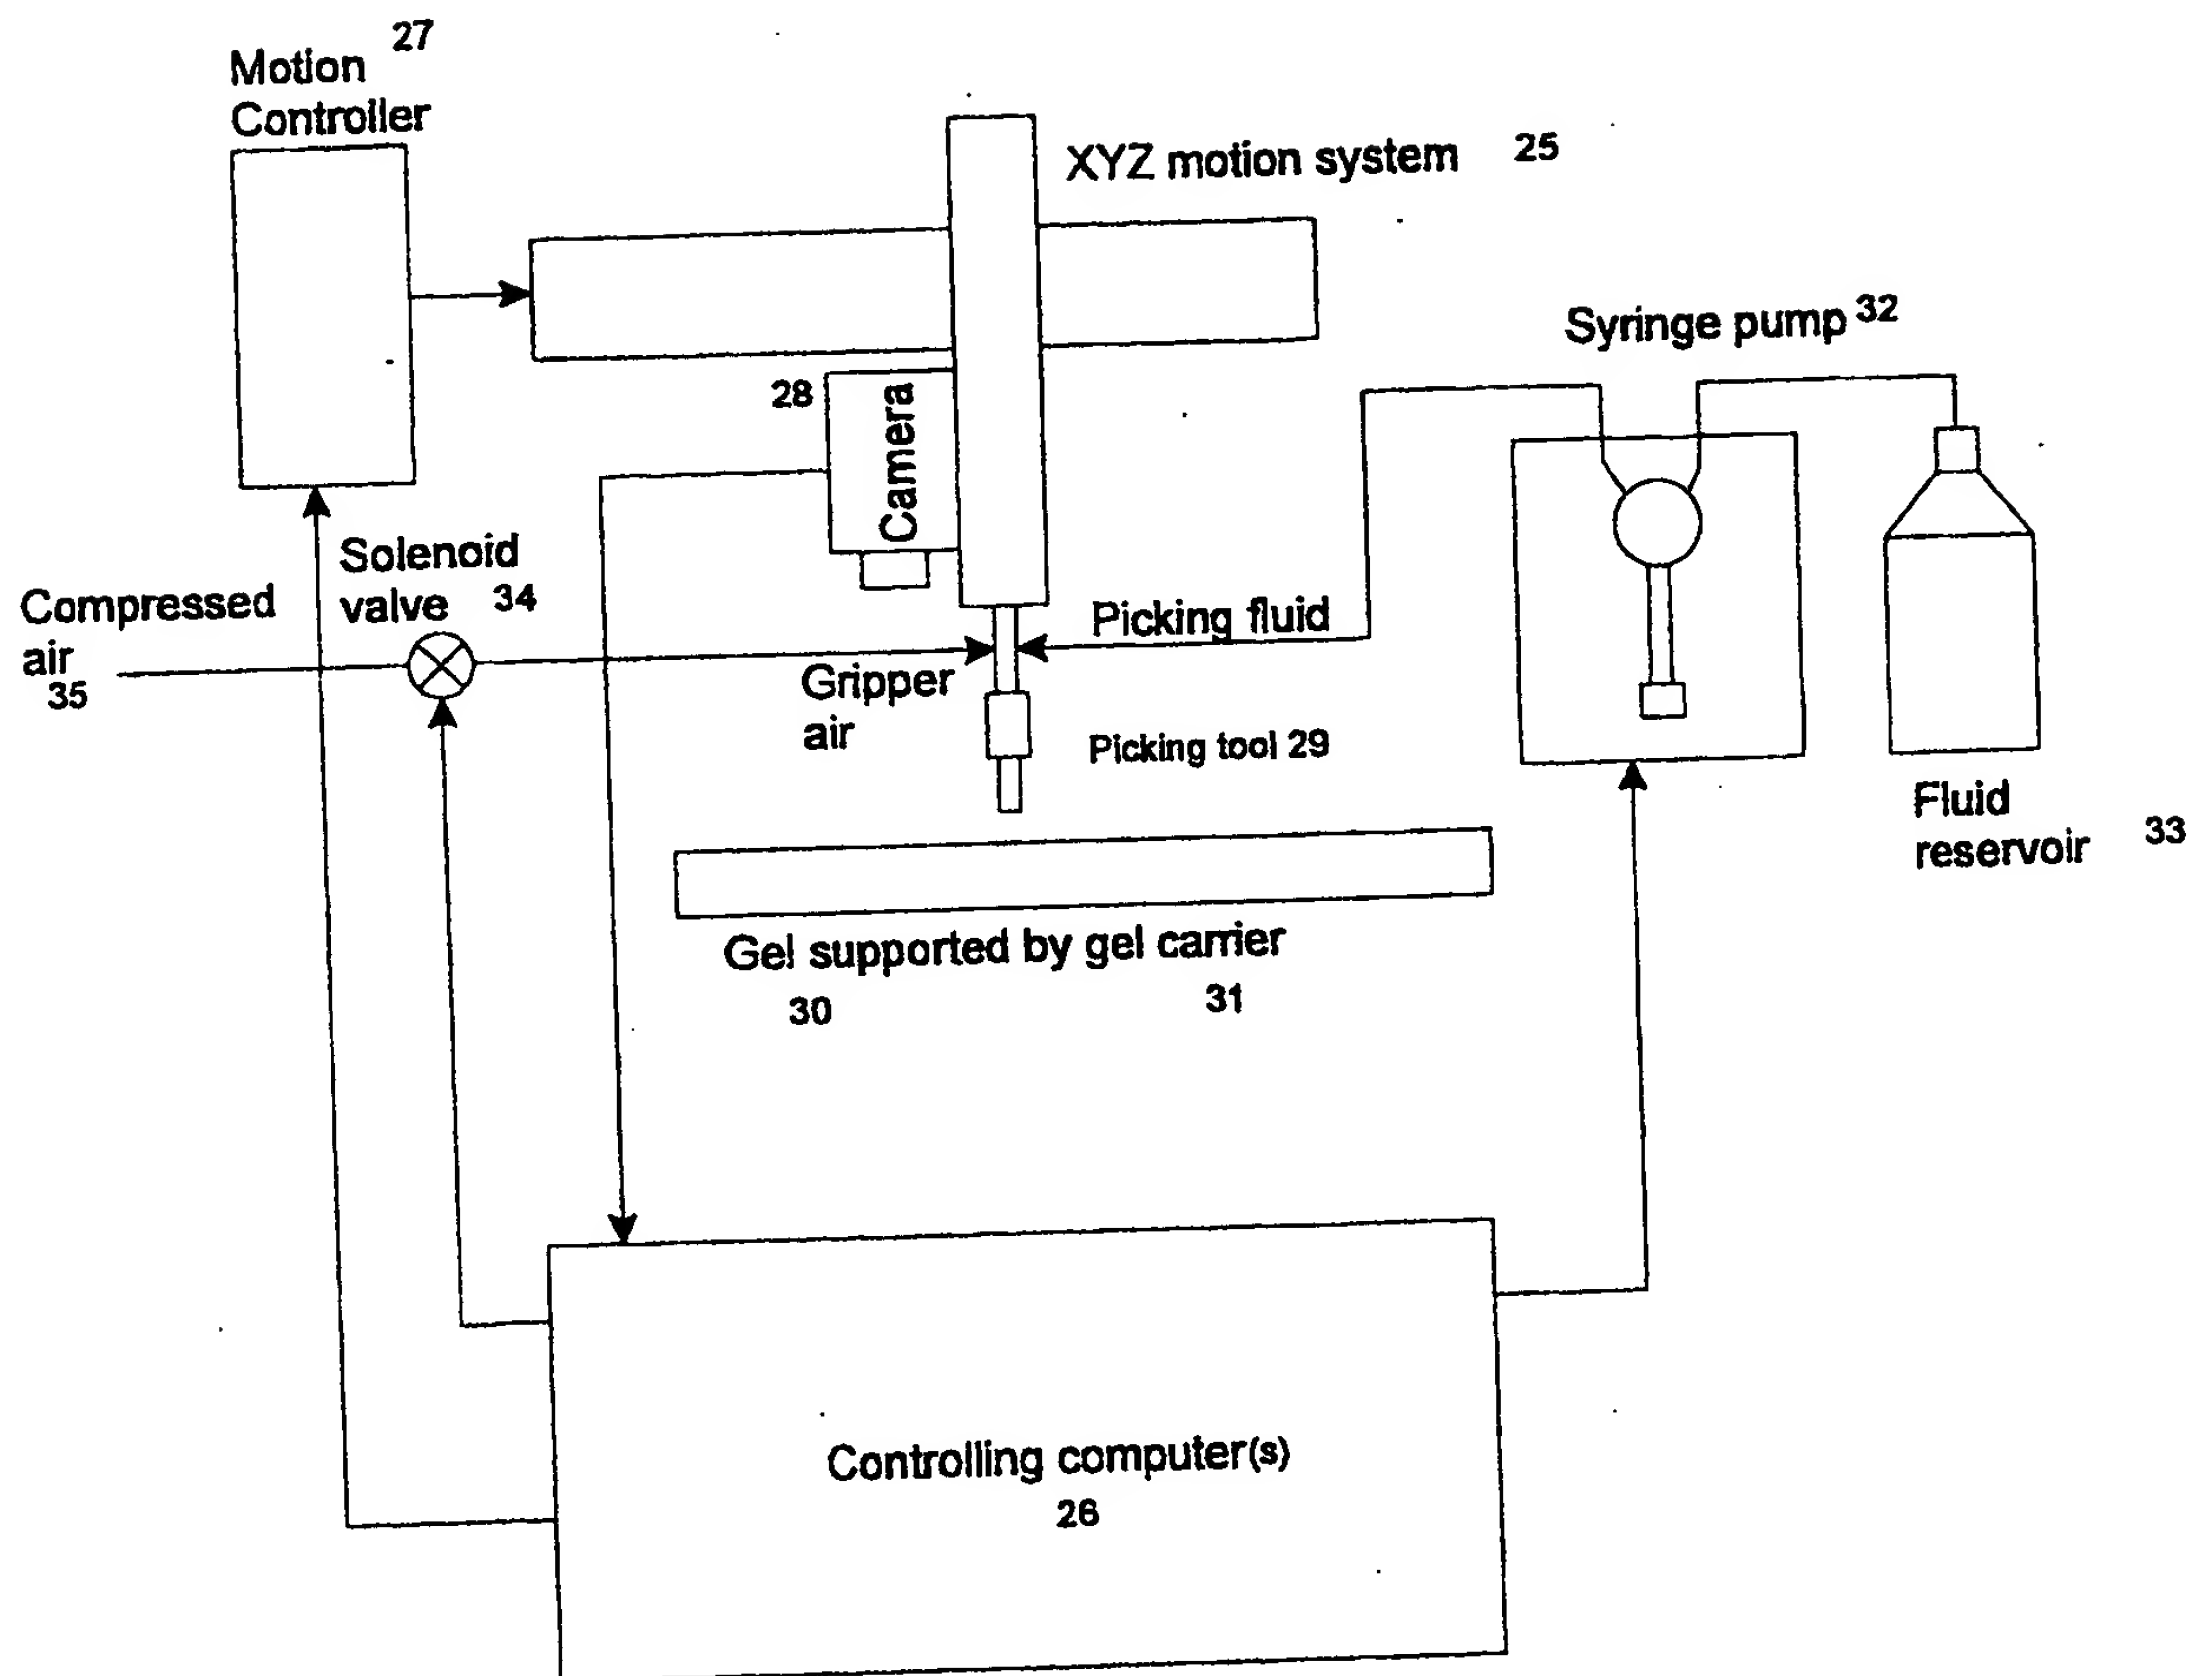 27
Motion
Controller
XYZ motion system 25
Syringe pump 32
28
Camera
Solenoid
valve 34
Compressed
air
35
Picking fluid
Gripper
air
Picking tool 29
Fluid
reservoir 33
Gel supported by gel carrier
30 31
Controlling computer(s)
26